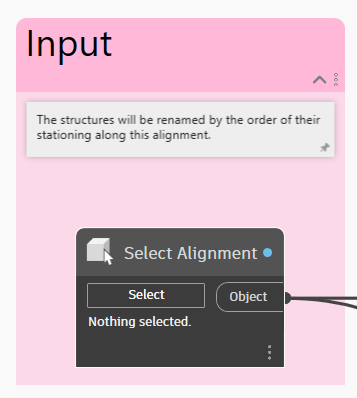 Input
The structures will be renamed by the order of their
stationing along this alignment.
Select Alignment
Select
Object
Nothing selected.